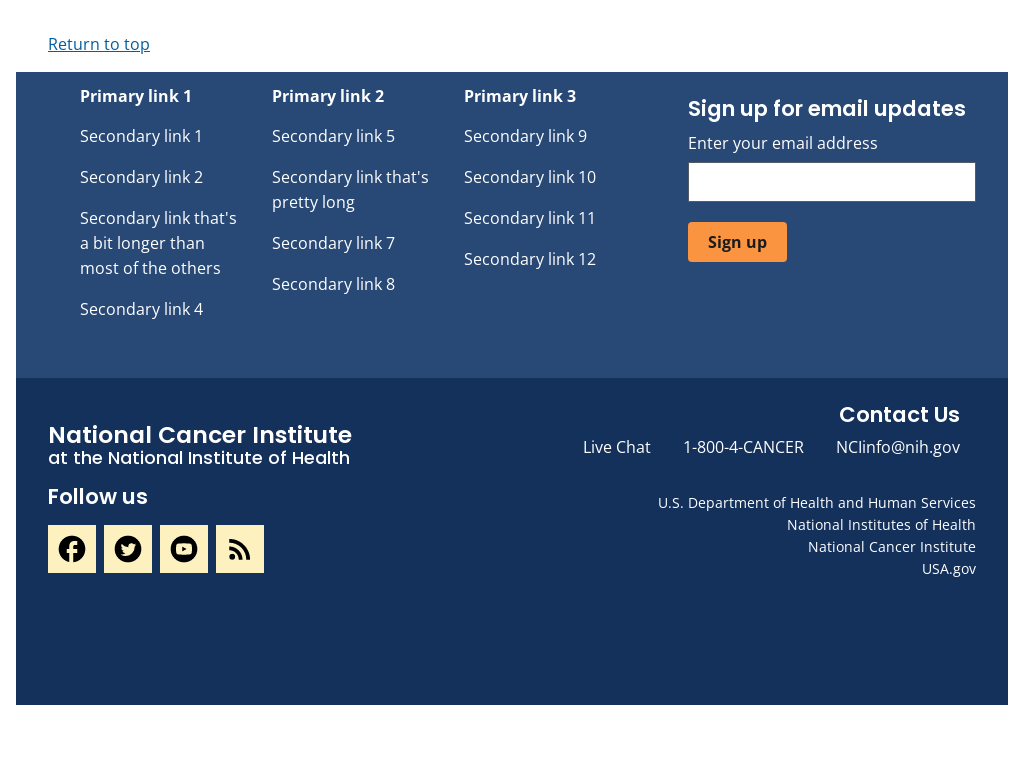 Return to top
Primary link 1
Secondary link 1
Secondary link 2
Secondary link that's
a bit longer than
most of the others
Secondary link 4
Primary link 2
Secondary link 5
Secondary link that's
pretty long
Secondary link 7
Secondary link 8
Primary link 3
Secondary link 9
Secondary link 10
Secondary link 11
Secondary link 12
Sign up for email updates
Enter your email address
Sign up
National Cancer Institute
at the National Institute of Health
Follow us
Contact Us
Live Chat 1-800-4-CANCER NCIinfo@nih.gov
U.S. Department of Health and Human Services
National Institutes of Health
National Cancer Institute
USA.gov